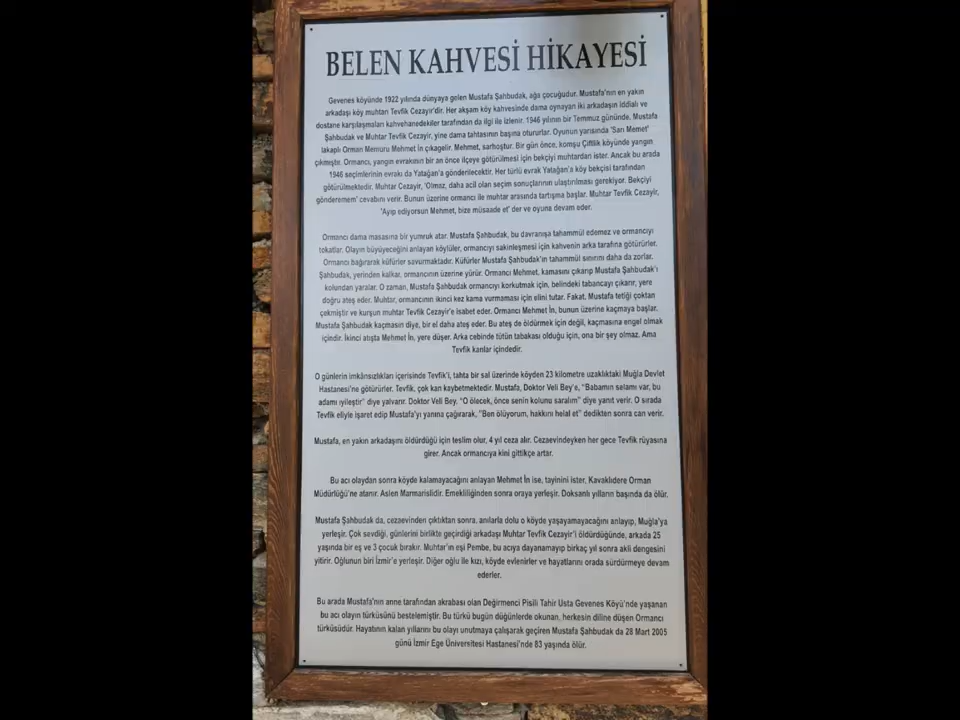 BELEN KAHVESİ HİKAYESİ
Gevenes köyünde 1922 yılında dünyaya gelen Mustafa Şahbudak, ağa çocuğudur. Mustafa'nın en yakın
arkadaşı köy muhtarı Tevfik Cezayir'dir. Her akşam köy kahvesinde dama oynayan iki arkadaşın iddialı ve
dostane karşılaşmaları kahvehanedekiler tarafından da ilgi ile izlenir. 1946 yılının bir Temmuz gününde, Mustafa
Şahbudak ve Muhtar Tevfik Cezayir, yine dama tahtasının başına otururlar. Oyunun yarısında 'Sarı Memet'
lakaplı Orman Memuru Mehmet İn çıkagelir. Mehmet, sarhoştur. Bir gün önce, komşu Çiftlik köyünde yangın
çıkmıştır. Ormancı, yangın evrakının bir an önce ilçeye götürülmesi için bekçiyi muhtardan ister. Ancak bu arada
1946 seçimlerinin evrakı da Yatağan'a gönderilecektir. Her türlü evrak Yatağan'a köy bekçisi tarafından
götürülmektedir. Muhtar Cezayir, 'Olmaz, daha acil olan seçim sonuçlarının ulaştırılması gerekiyor. Bekçiyi
gönderemem' cevabını verir. Bunun üzerine ormancı ile muhtar arasında tartışma başlar. Muhtar Tevfik Cezayir,
'Ayıp ediyorsun Mehmet, bize müsaade et' der ve oyuna devam eder.
Ormancı dama masasına bir yumruk atar. Mustafa Şahbudak, bu davranışa tahammül edemez ve ormancıyı
tokatlar. Olayın büyüyeceğini anlayan köylüler, ormancıyı sakinleşmesi için kahvenin arka tarafına götürürler.
Ormancı bağırarak küfürler savurmaktadır. Küfürler Mustafa Şahbudak'ın tahammül sınırını daha da zorlar.
Şahbudak, yerinden kalkar, ormancının üzerine yürür. Ormancı Mehmet, kamasını çıkarıp Mustafa Şahbudak'ı
kolundan yaralar. O zaman, Mustafa Şahbudak ormancıyı korkutmak için, belindeki tabancayı çıkarır, yere
doğru ateş eder. Muhtar, ormancının ikinci kez kama vurmaması için elini tutar. Fakat. Mustafa tetiği çoktan
çekmiştir ve kurşun muhtar Tevfik Cezayir'e isabet eder. Ormancı Mehmet İn, bunun üzerine kaçmaya başlar.
Mustafa Şahbudak kaçmasın diye, bir el daha ateş eder. Bu ateş de öldürmek için değil, kaçmasına engel olmak
içindir. İkinci atışta Mehmet İn, yere düşer. Arka cebinde tütün tabakası olduğu için, ona bir şey olmaz. Ama
Tevfik kanlar içindedir.
O günlerin imkânsızlıkları içerisinde Tevfik'i, tahta bir sal üzerinde köyden 23 kilometre uzaklıktaki Muğla Devlet
Hastanesi'ne götürürler. Tevfik, çok kan kaybetmektedir. Mustafa, Doktor Veli Bey'e, "Babamın selamı var, bu
adamı iyileştir" diye yalvarır. Doktor Veli Bey, "O ölecek, önce senin kolunu saralım" diye yanıt verir. O sırada
Tevfik eliyle işaret edip Mustafa'yı yanına çağırarak, "Ben ölüyorum, hakkını helal et" dedikten sonra can verir.
Mustafa, en yakın arkadaşını öldürdüğü için teslim olur, 4 yıl ceza alır. Cezaevindeyken her gece Tevfik rüyasına
girer. Ancak ormancıya kini gittikçe artar.
Bu acı olaydan sonra köyde kalamayacağını anlayan Mehmet İn ise, tayinini ister, Kavaklıdere Orman
Müdürlüğü'ne atanır. Aslen Marmarislidir. Emekliliğinden sonra oraya yerleşir. Doksanlı yılların başında da ölür.
Mustafa Şahbudak da, cezaevinden çıktıktan sonra, anılarla dolu o köyde yaşayamayacağını anlayıp, Muğla'ya
yerleşir. Çok sevdiği, günlerini birlikte geçirdiği arkadaşı Muhtar Tevfik Cezayir'i öldürdüğünde, arkada 25
yaşında bir eş ve 3 çocuk bırakır. Muhtar'ın eşi Pembe, bu acıya dayanamayıp birkaç yıl sonra akli dengesini
yitirir. Oğlunun biri İzmir'e yerleşir. Diğer oğlu ile kızı, köyde evlenirler ve hayatlarını orada sürdürmeye devam
ederler.
Bu arada Mustafa'nın anne tarafından akrabası olan Değirmenci Pisili Tahir Usta Gevenes Köyü'nde yaşanan
bu acı olayın türküsünü bestelemiştir. Bu türkü bugün düğünlerde okunan, herkesin diline düşen Ormancı
türküsüdür. Hayatının kalan yıllarını bu olayı unutmaya çalışarak geçiren Mustafa Şahbudak da 28 Mart 2005
günü İzmir Ege Üniversitesi Hastanesi'nde 83 yaşında ölür.